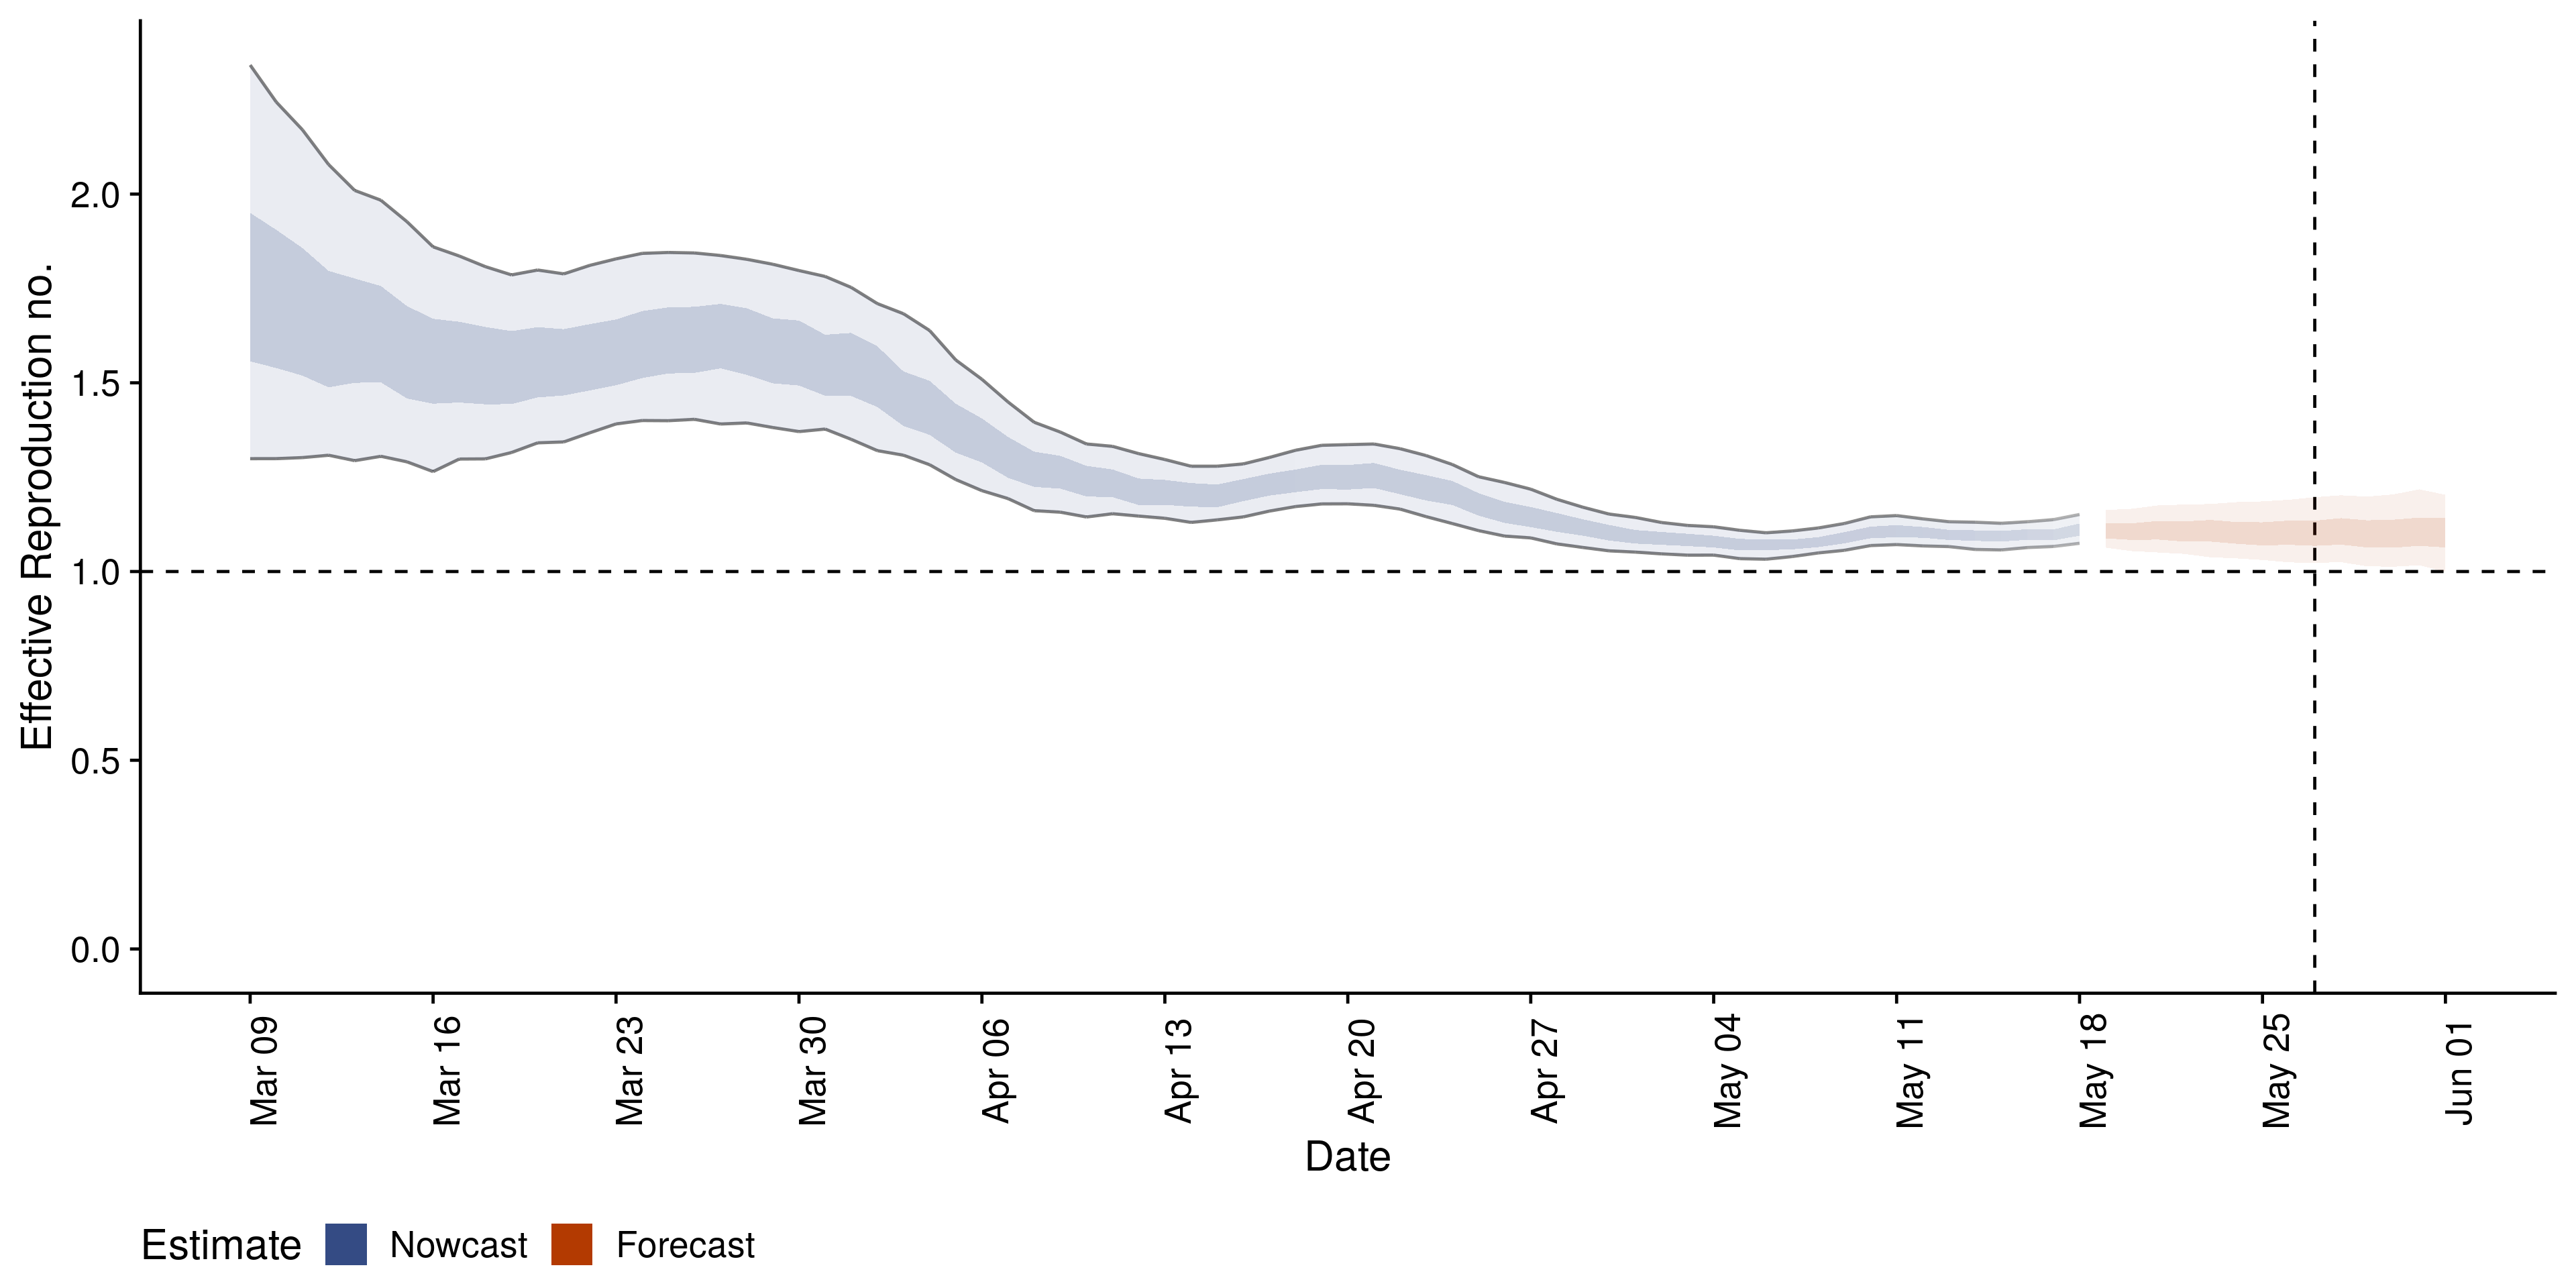 Effective Reproduction no.
2.0
1.5
1.0
0.5
0.0
Mar 09
Mar 16
Mar 23
Mar 30
Apr 06
Apr 13
Apr 20
Apr 27
May 04
May 11
May 18
May 25
Jun 01
Date
Estimate Nowcast Forecast